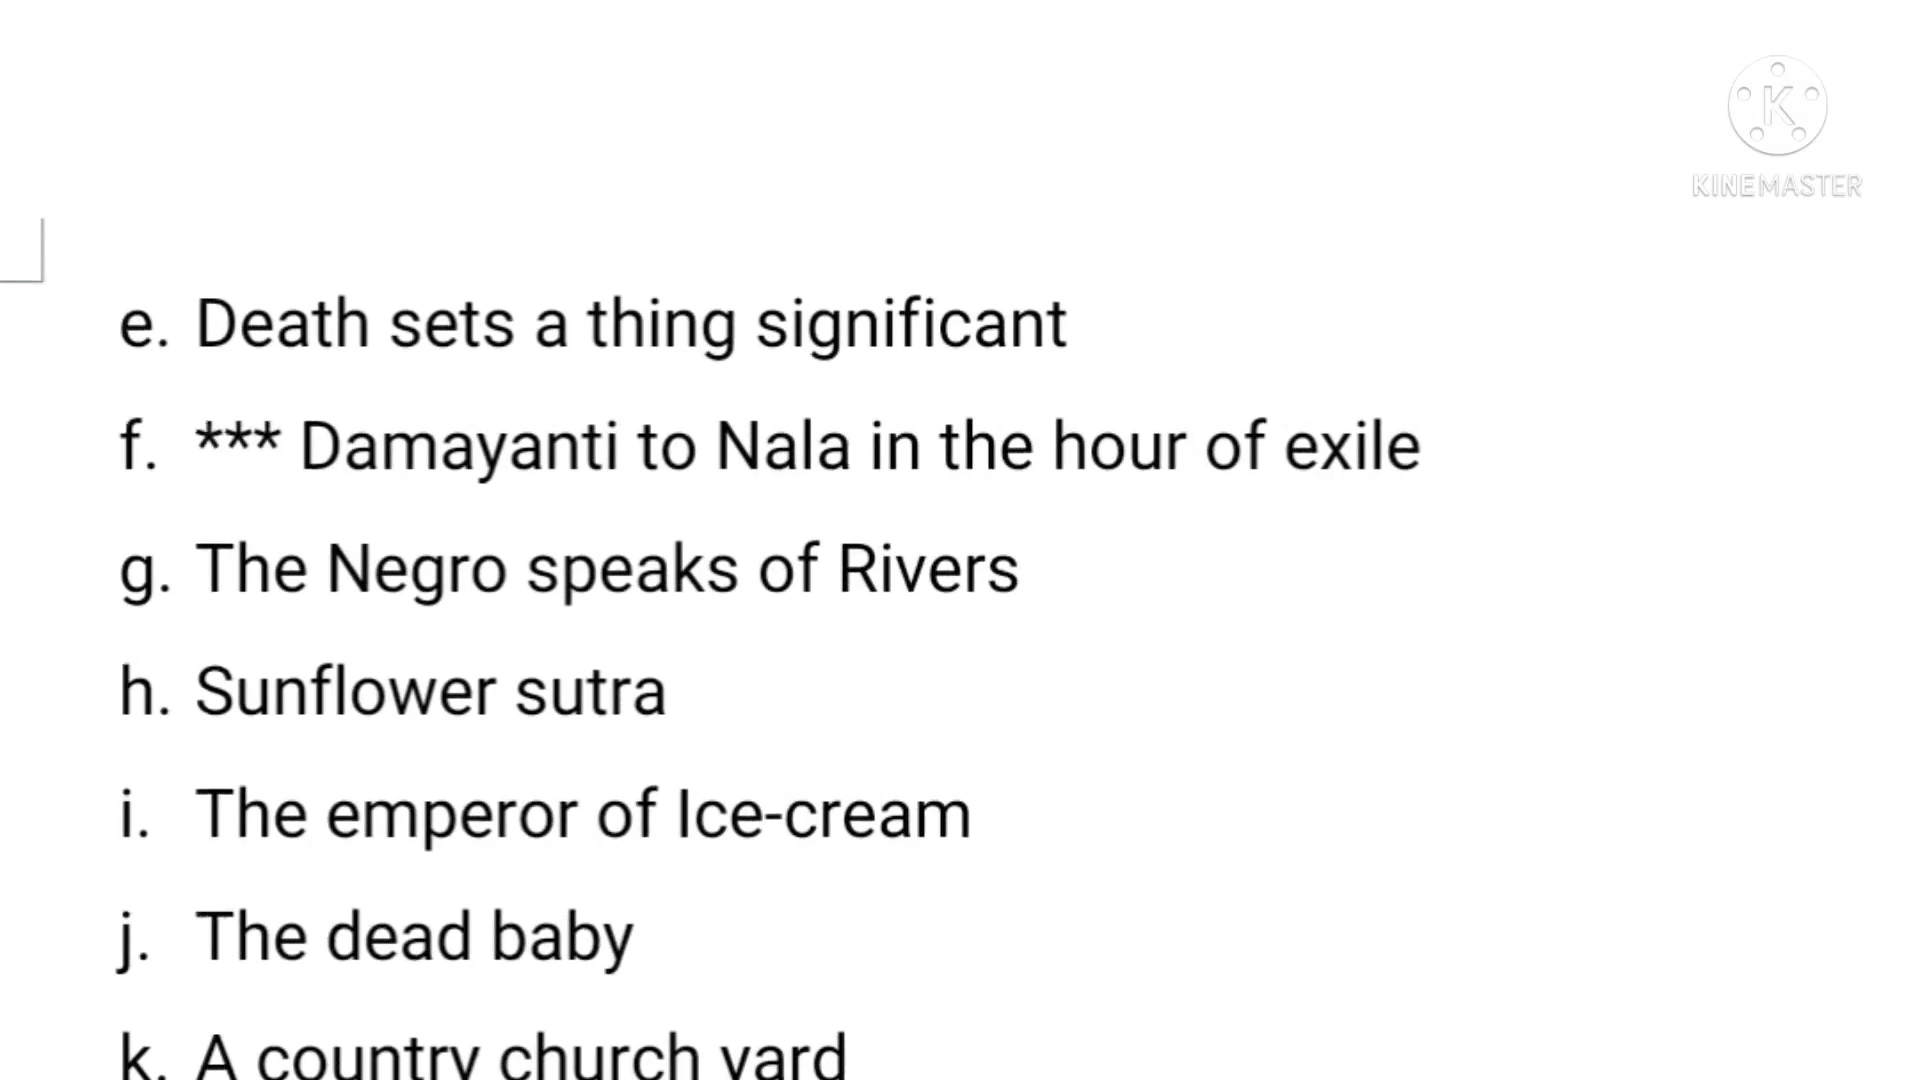 KINEMASTER
e. Death sets a thing significant
f. *** Damayanti to Nala in the hour of exile
g. The Negro speaks of Rivers
h. Sunflower sutra
i. The emperor of Ice-cream
j. The dead baby
k. A country church yard